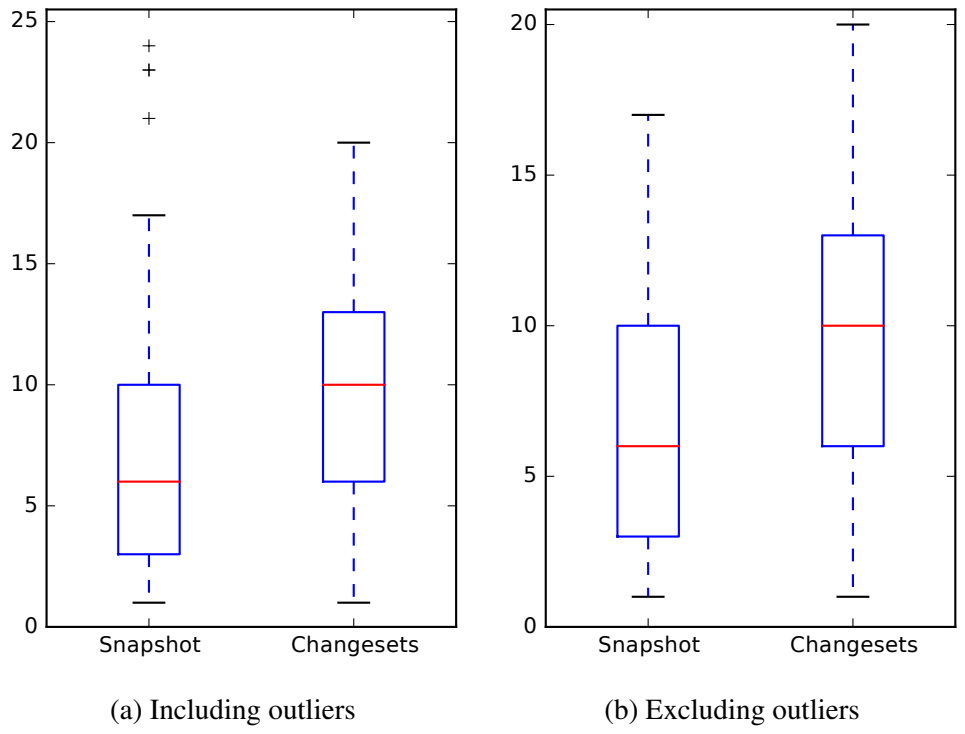 25
20
15
10
5
0
Snapshot
Changesets
(a) Including outliers
20
15
10
5
0
Snapshot
Changesets
(b) Excluding outliers